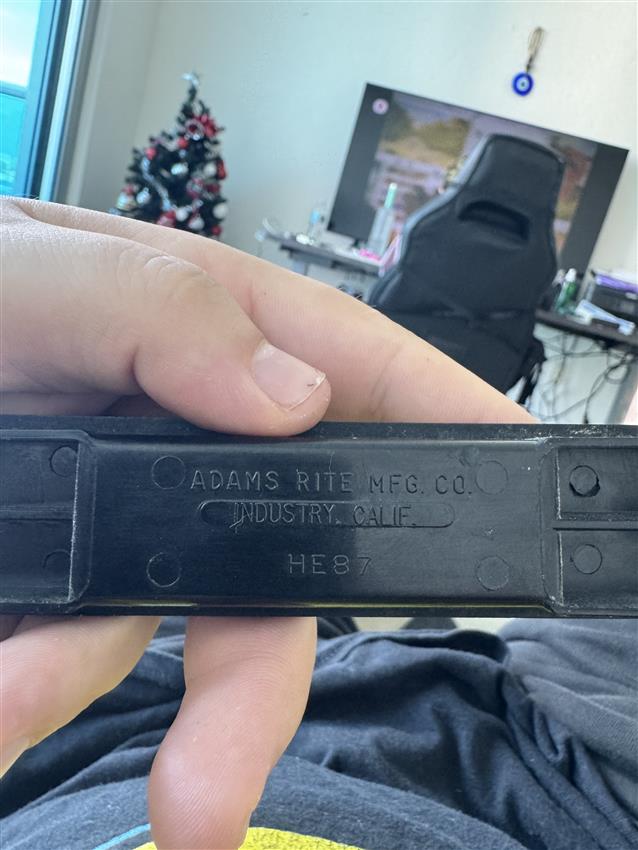 ADAMS RITE MFG. CO.
INDUSTRY, CALIF.
HE87